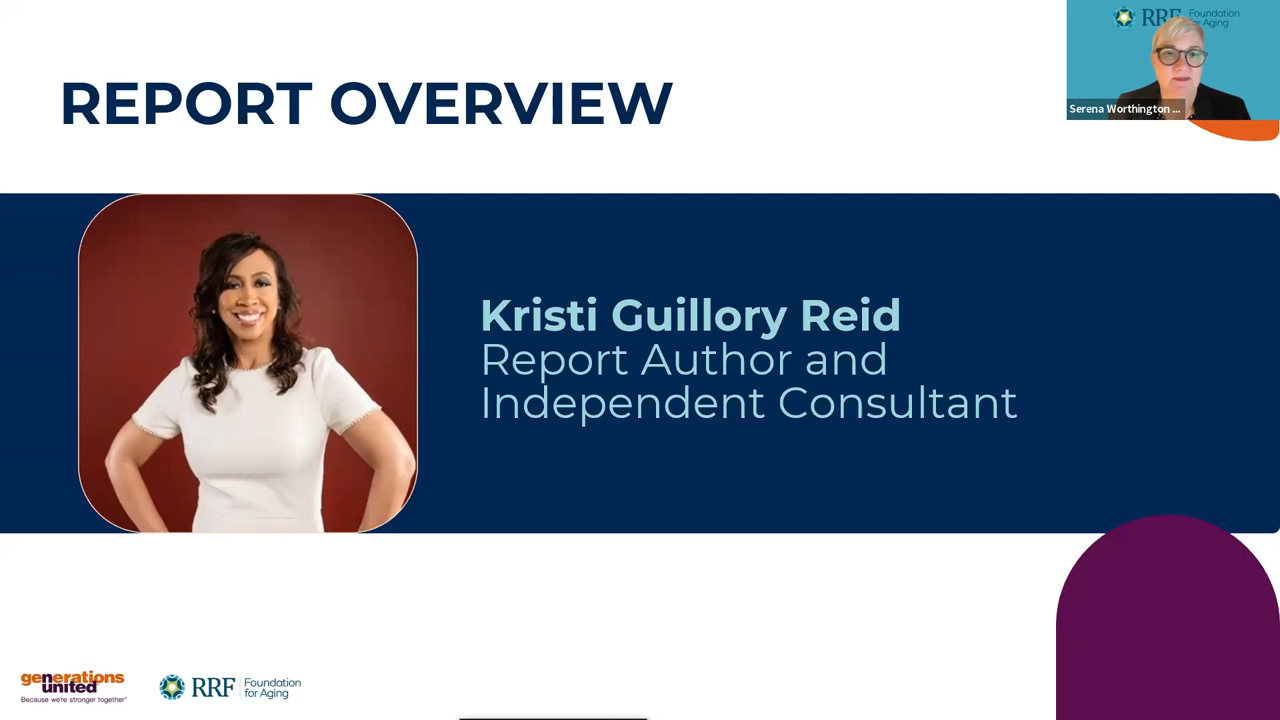 REPORT OVERVIEW
RRF Foundation
for Aging
Serena Worthington ...
Kristi Guillory Reid
Report Author and
Independent Consultant
generations
united
Because we're stronger together®
RRF Foundation
for Aging